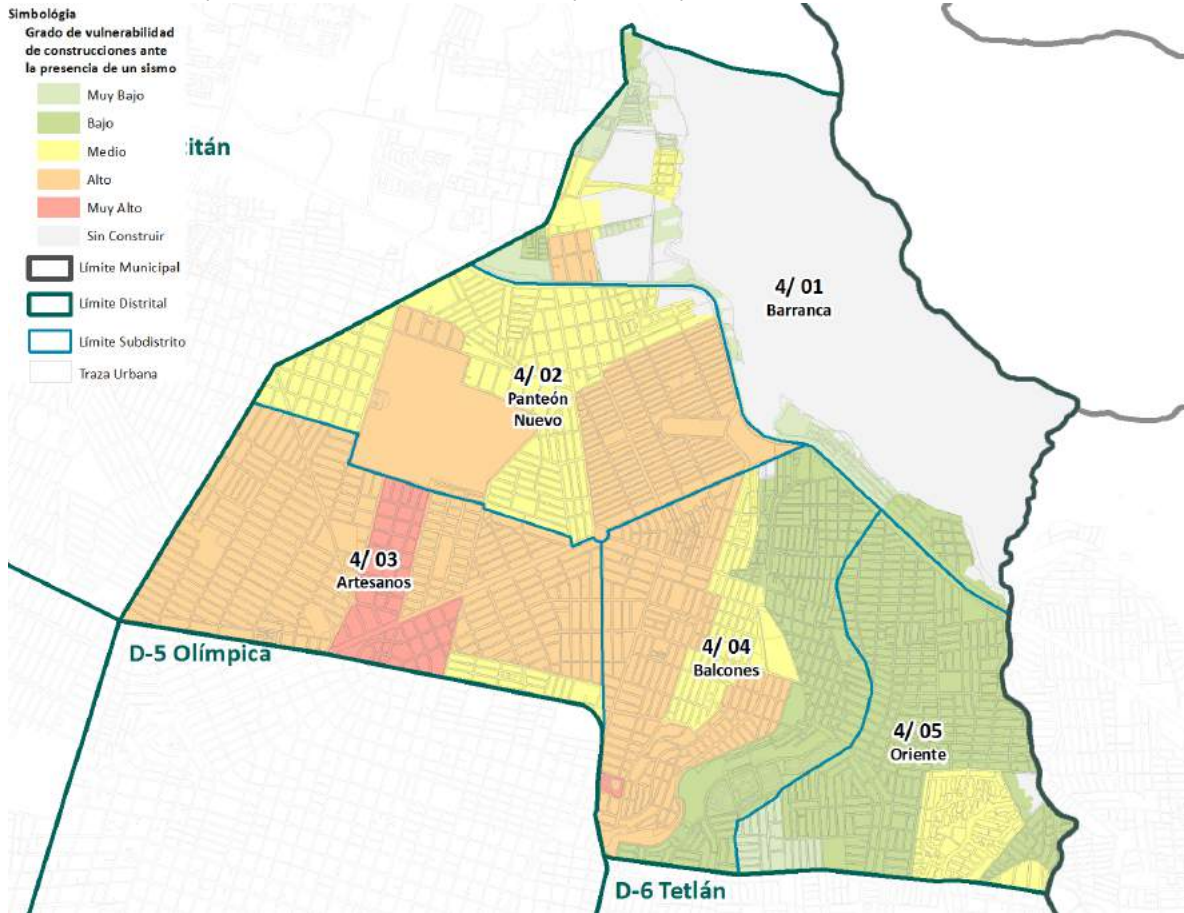 Simbológia
Grado de vulnerabilidad
de construcciones ante
la presencia de un sismo
Muy Bajo
Bajo
Medio
Alto
Muy Alto
Sin Construir
Límite Municipal
Límite Distrital
Límite Subdistrito
Traza Urbana
itán
4/ 01
Barranca
4/ 02
Panteón
Nuevo
4/ 03
Artesanos
4/ 04
Balcones
4/ 05
Oriente
D-5 Olímpica
D-6 Tetlán